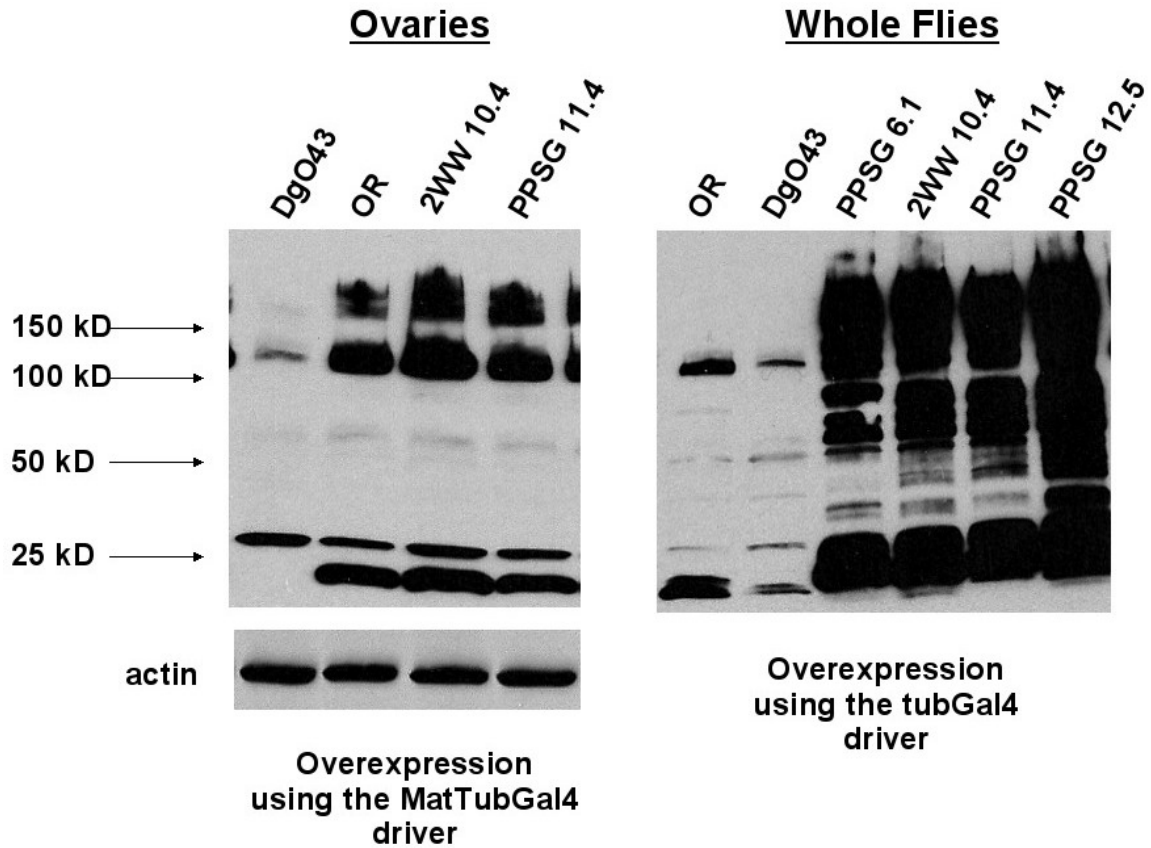 Ovaries
Whole Flies
DgO43
OR
2WW 10.4
PPSG 11.4
OR
DgO43
PPSG 6.1
2WW 10.4
PPSG 11.4
PPSG 12.5
150 kD
100 kD
50 kD
25 kD
actin
Overexpression
using the MatTubGal4
driver
Overexpression
using the tubGal4
driver